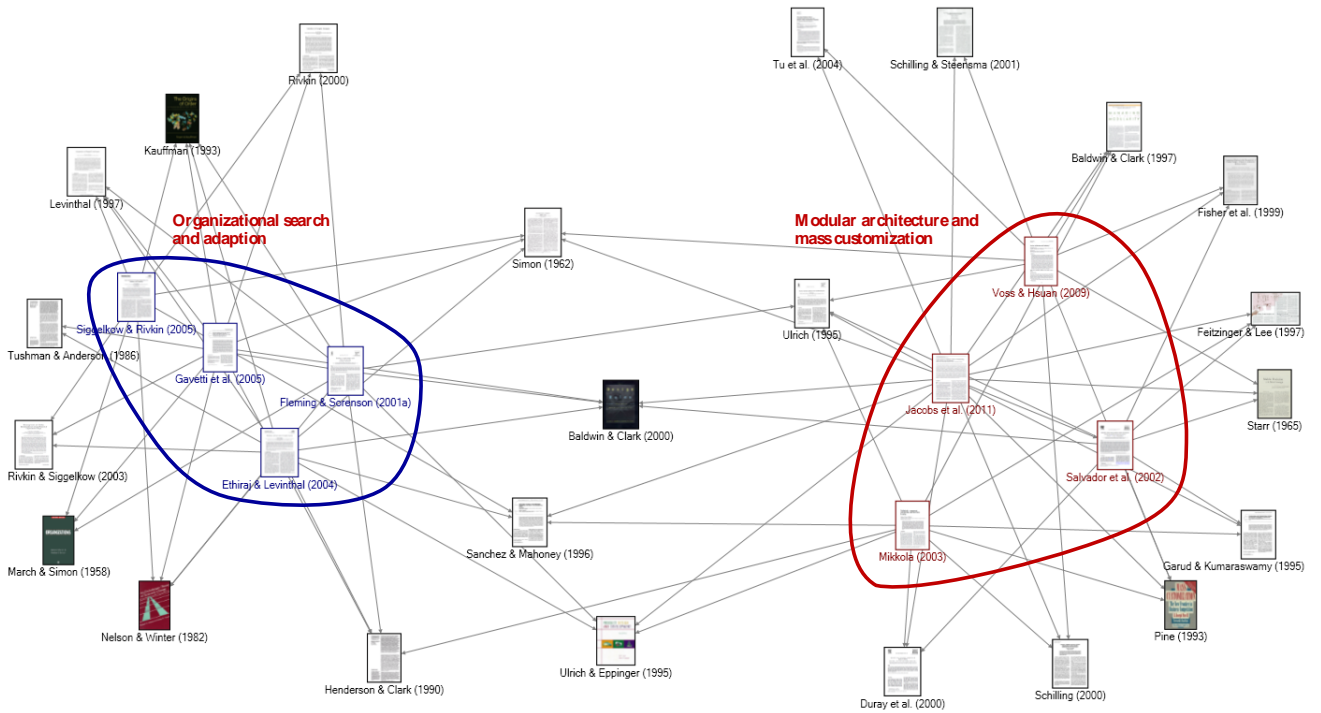 Rivkin (2000)
Tu et al. (2004)
Schilling & Steensma (2001)
Kauffman (1993)
Baldwin & Clark (1997)
Levinthal (1997)
Fisher et al. (1999)
Organizational search
and adaption
Modular architecture and
mass customization
Simon (1962)
Voss & Hsuan (2009)
Siggelkow & Rivkin (2005)
Ulrich (1995)
Feitzinger & Lee (1997)
Tushman & Anderson (1986)
Gavetti et al. (2005)
Fleming & Sorenson (2001a)
Jacobs et al. (2011)
Baldwin & Clark (2000)
Starr (1965)
Rivkin & Siggelkow (2003)
Ethiraj & Levinthal (2004)
Salvador et al. (2002)
Sanchez & Mahoney (1996)
Mikkola (2003)
Garud & Kumaraswamy (1995)
March & Simon (1958)
Nelson & Winter (1982)
Pine (1993)
Ulrich & Eppinger (1995)
Henderson & Clark (1990)
Duray et al. (2000)
Schilling (2000)